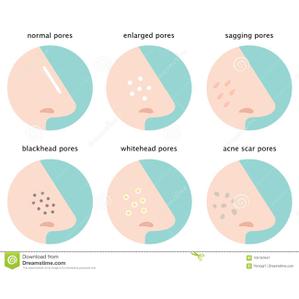 normal pores
enlarged pores
sagging pores
blackhead pores
whitehead pores
acne scar pores
Download from
Dreamstime.com